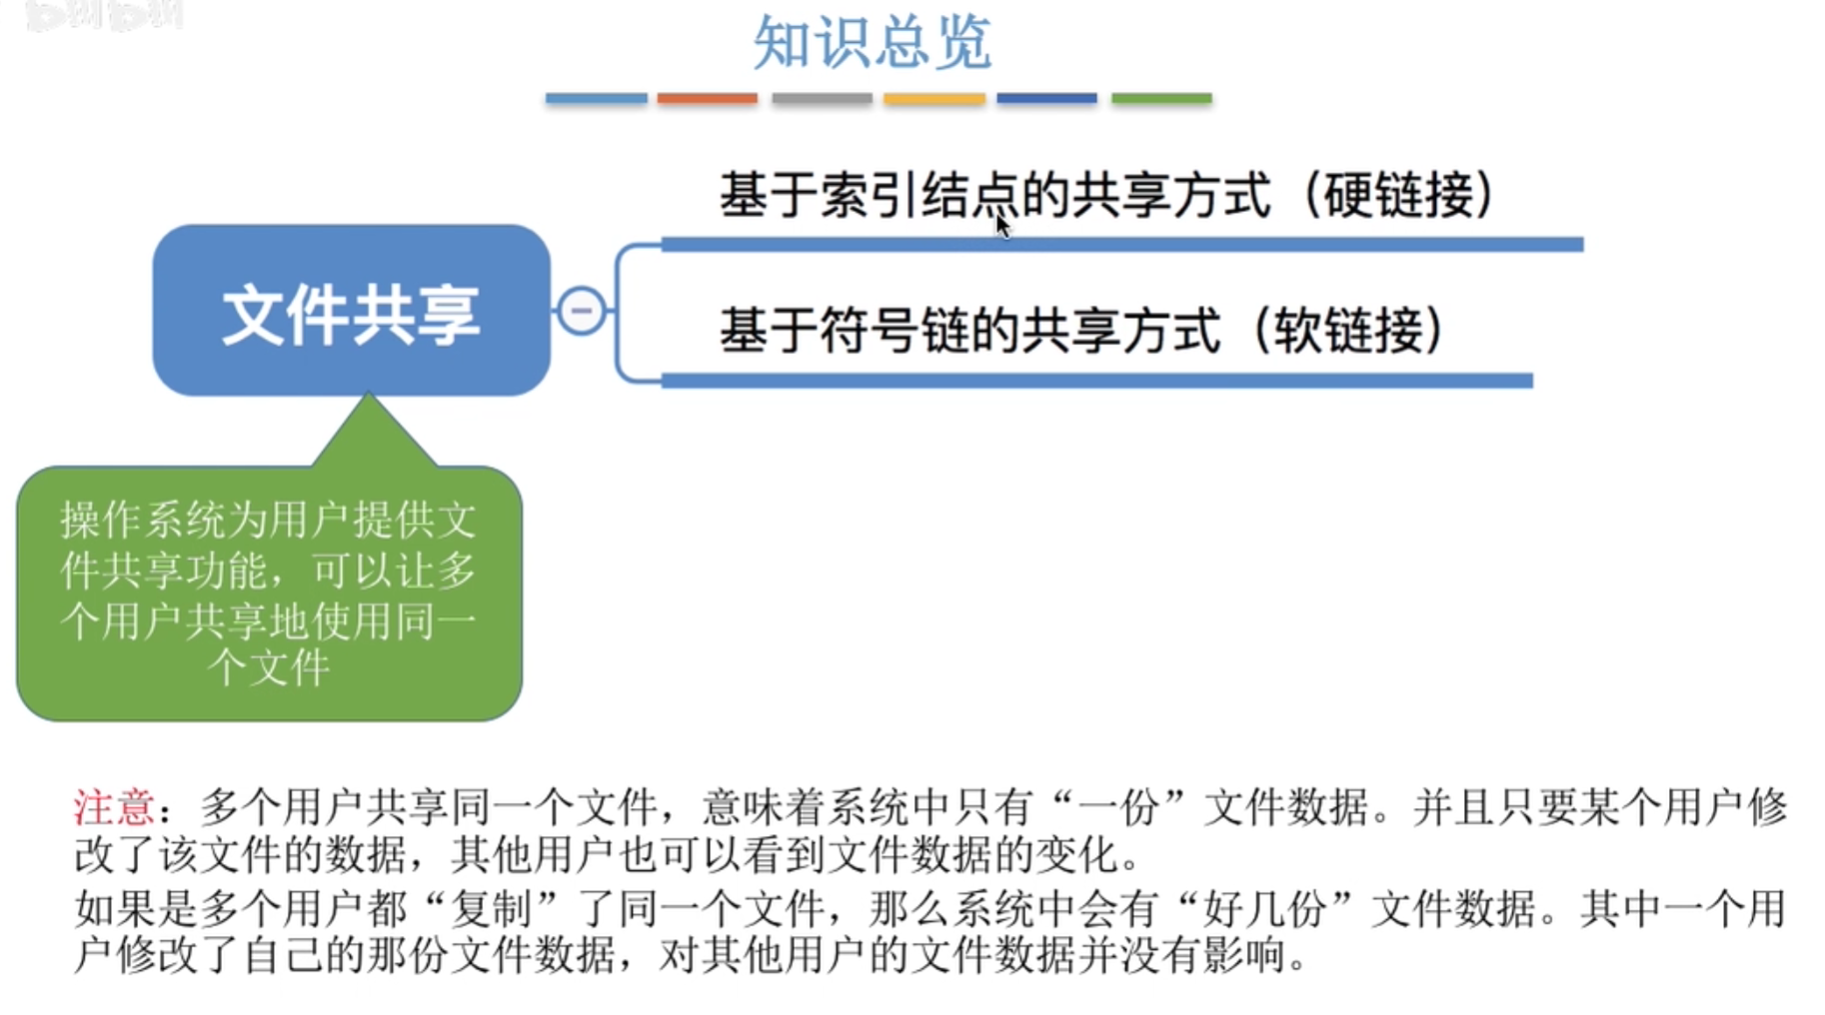 知识总览
基于索引结点的共享方式（硬链接）
文件共享
基于符号链的共享方式（软链接）
操作系统为用户提供文
件共享功能，可以让多
个用户共享地使用同一
个文件
注意：多个用户共享同一个文件，意味着系统中只有“一份”文件数据。并且只要某个用户修
改了该文件的数据，其他用户也可以看到文件数据的变化。
如果是多个用户都“复制”了同一个文件，那么系统中会有“好几份”文件数据。其中一个用
户修改了自己的那份文件数据，对其他用户的文件数据并没有影响。